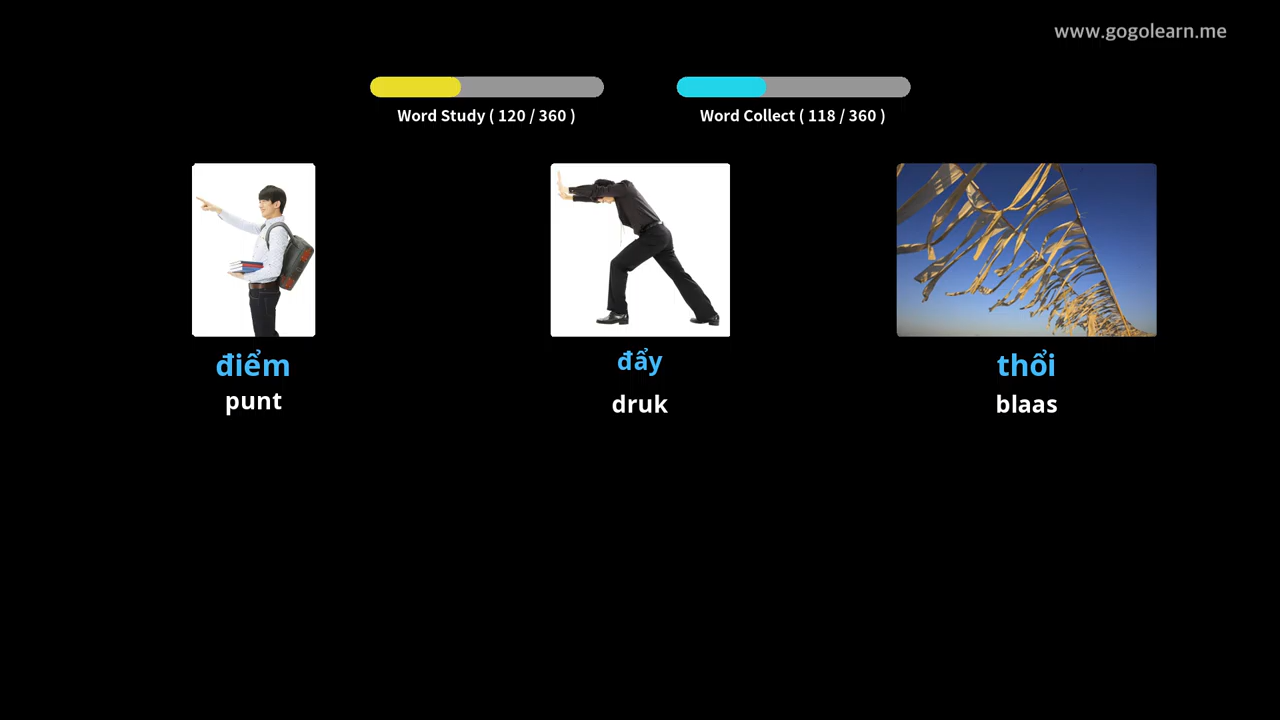 www.gogolearn.me
Word Study ( 120 / 360 )
Word Collect ( 118 / 360 )
điểm
đẩy
thổi
punt
druk
blaas